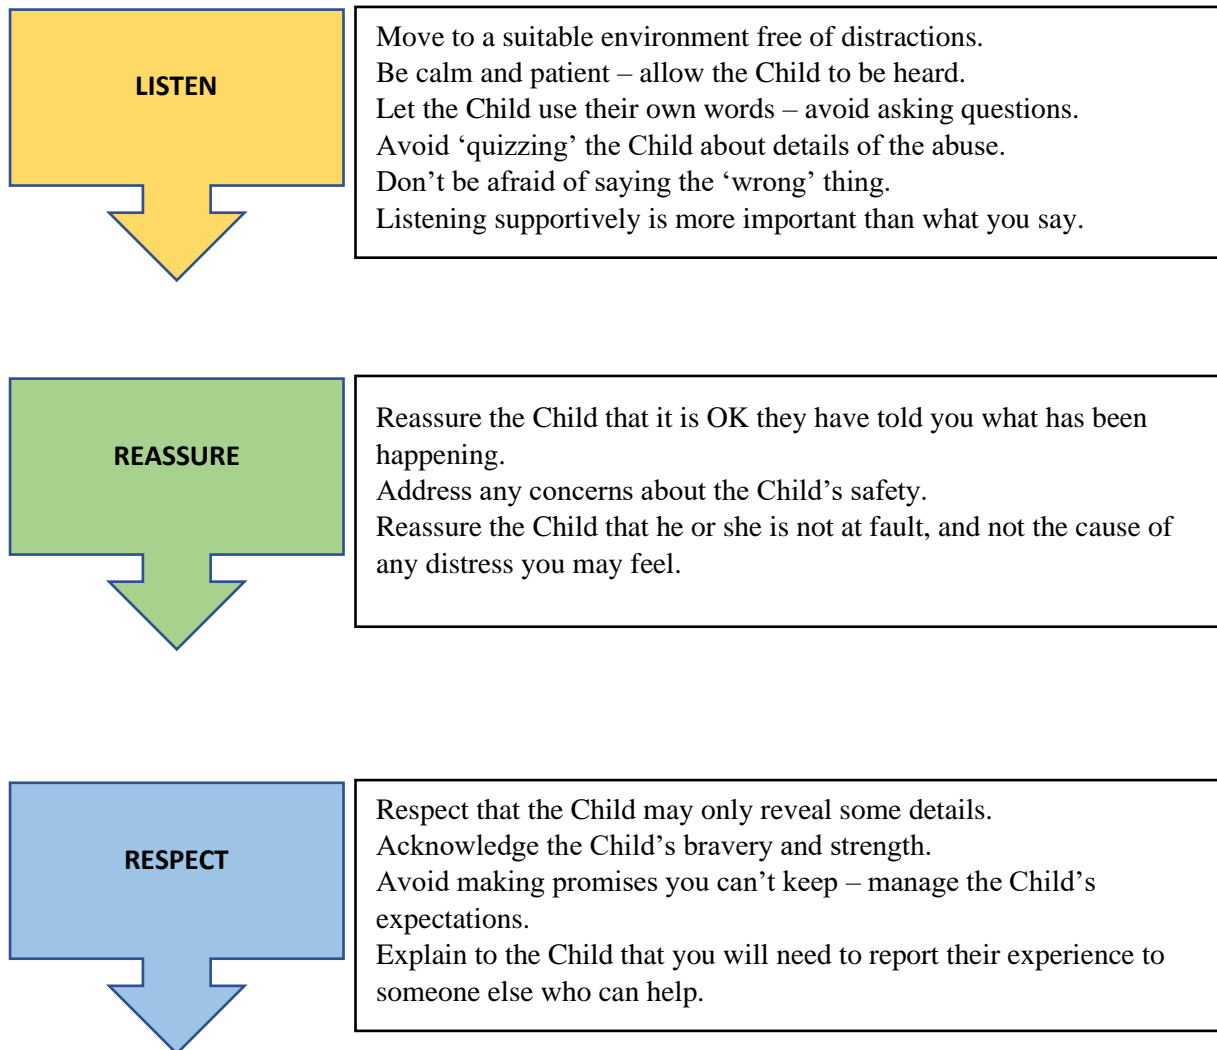 LISTEN
Move to a suitable environment free of distractions.
Be calm and patient – allow the Child to be heard.
Let the Child use their own words – avoid asking questions.
Avoid ‘quizzing’ the Child about details of the abuse.
Don’t be afraid of saying the ‘wrong’ thing.
Listening supportively is more important than what you say.
REASSURE
Reassure the Child that it is OK they have told you what has been
happening.
Address any concerns about the Child’s safety.
Reassure the Child that he or she is not at fault, and not the cause of
any distress you may feel.
RESPECT
Respect that the Child may only reveal some details.
Acknowledge the Child’s bravery and strength.
Avoid making promises you can’t keep – manage the Child’s
expectations.
Explain to the Child that you will need to report their experience to
someone else who can help.